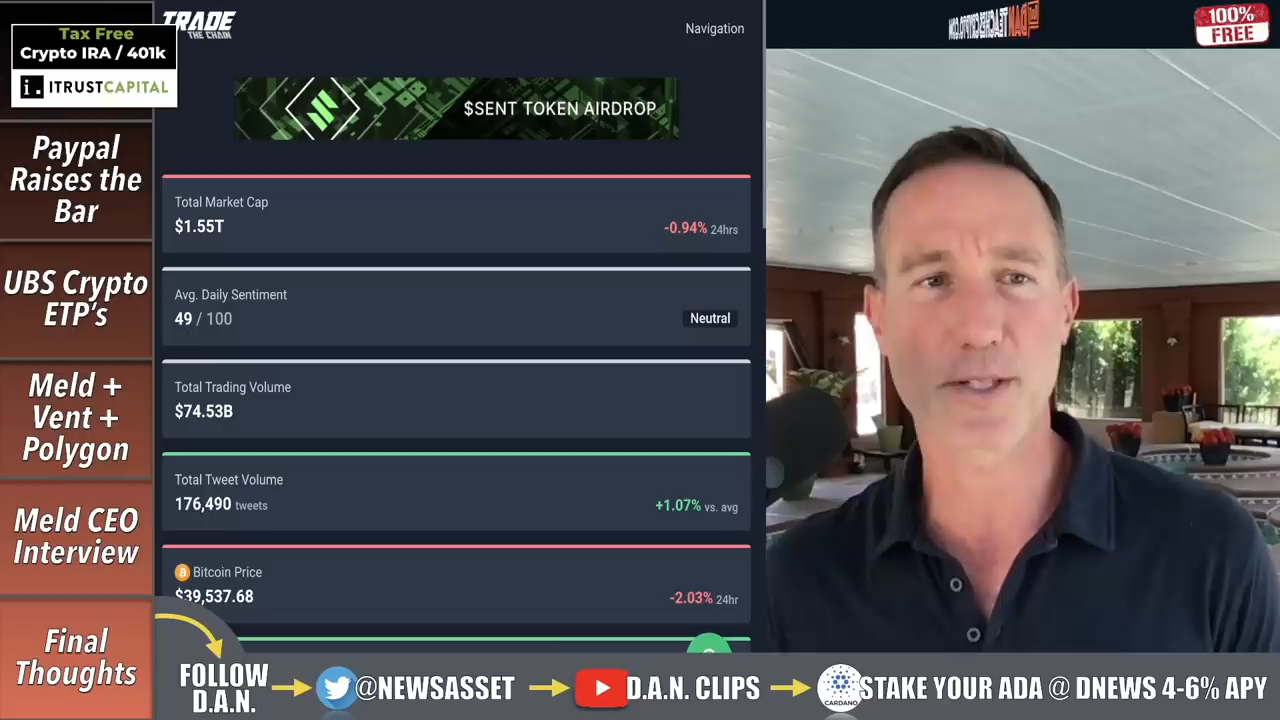 Tax Free
Crypto IRA / 401k
i.
ITRUSTCAPITAL
Paypal
Raises the
Bar
UBS Crypto
ETP's
Meld +
Vent +
Polygon
Meld CEO
Interview
Final
Thoughts
TRADE
THE CHAIN
Navigation
$SENT TOKEN AIRDROP
Total Market Cap
$1.55T
-0.94% 24hrs
Avg. Daily Sentiment
49 / 100
Neutral
Total Trading Volume
$74.53B
Total Tweet Volume
176,490 tweets
+1.07% vs. avg
Bitcoin Price
$39,537.68
-2.03% 24hr
DAN TEACHES CRYPTO.COM
100%
FREE
FOLLOW
D.A.N.
@NEWSASSET
D.A.N. CLIPS
CARDANO
STAKE YOUR ADA @ DNEWS 4-6% APY